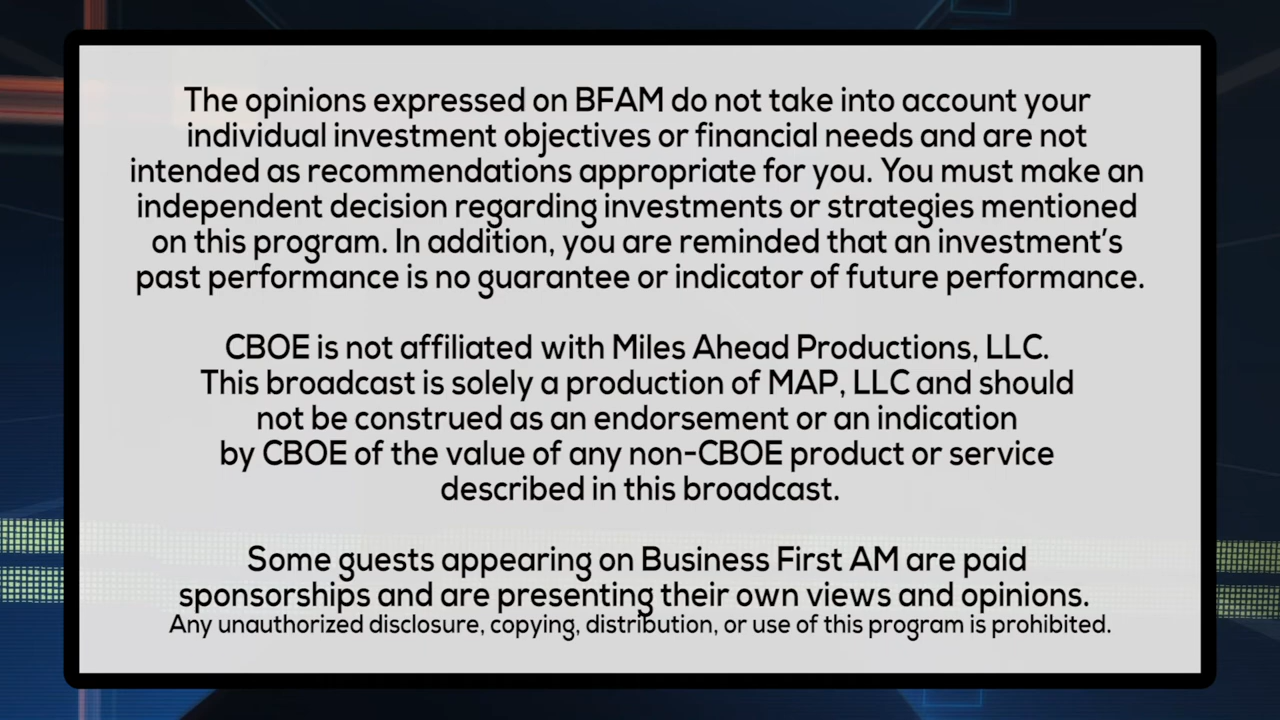 The opinions expressed on BFAM do not take into account your
individual investment objectives or financial needs and are not
intended as recommendations appropriate for you. You must make an
independent decision regarding investments or strategies mentioned
on this program. In addition, you are reminded that an investment's
past performance is no guarantee or indicator of future performance.
CBOE is not affiliated with Miles Ahead Productions, LLC.
This broadcast is solely a production of MAP, LLC and should
not be construed as an endorsement or an indication
by CBOE of the value of any non-CBOE product or service
described in this broadcast.
Some guests appearing on Business First AM are paid
sponsorships and are presenting their own views and opinions.
Any unauthorized disclosure, copying, distribution, or use of this program is prohibited.